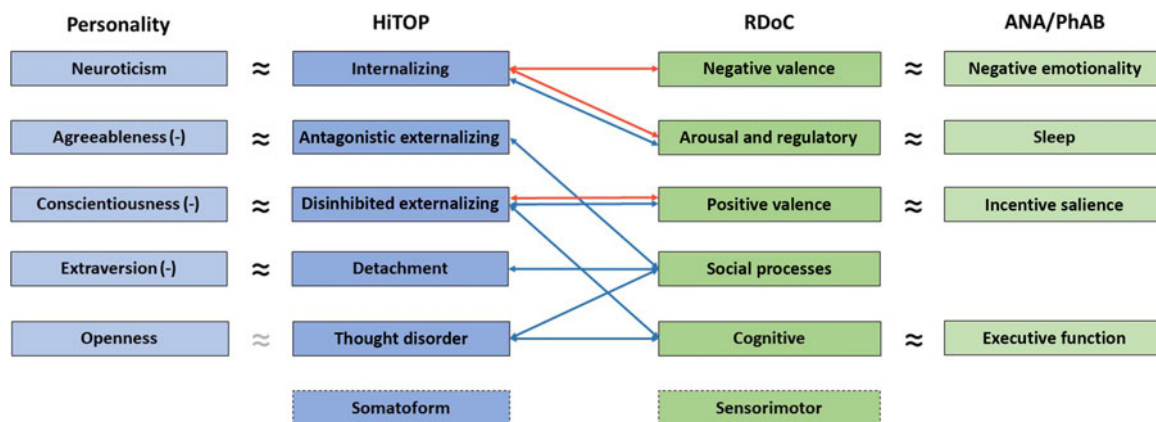 Personality HiTOP RDoC ANA/PhAB
Neuroticism ≈ Internalizing Negative valence ≈ Negative emotionality
Agreeableness (-) ≈ Antagonistic externalizing Arousal and regulatory ≈ Sleep
Conscientiousness (-) ≈ Disinhibited externalizing Positive valence ≈ Incentive salience
Extraversion (-) ≈ Detachment Social processes
Openness ≈ Thought disorder Cognitive ≈ Executive function
Somatoform Sensorimotor